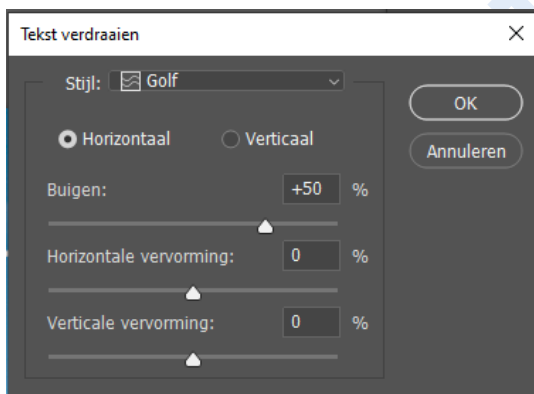 Tekst verdraaien
Stijl: Golf
OK
Horizontaal Verticaal
Annuleren
Buigen: +50 %
Horizontale vervorming: 0 %
Verticale vervorming: 0 %